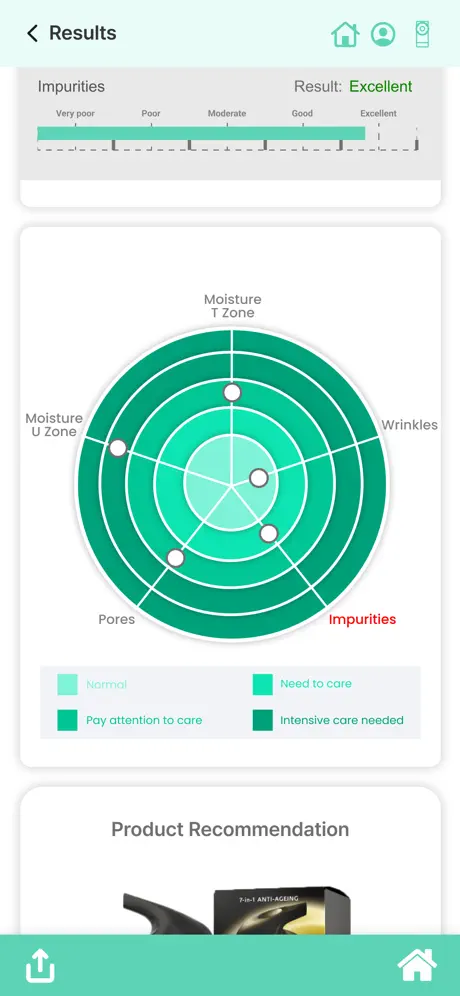 Results
Impurities
Result: Excellent
Very poor Poor Moderate Good Excellent
Moisture
T Zone
Moisture
U Zone
Wrinkles
Pores
Impurities
Normal
Need to care
Pay attention to care
Intensive care needed
Product Recommendation
7-in-1 ANTI-AGEING